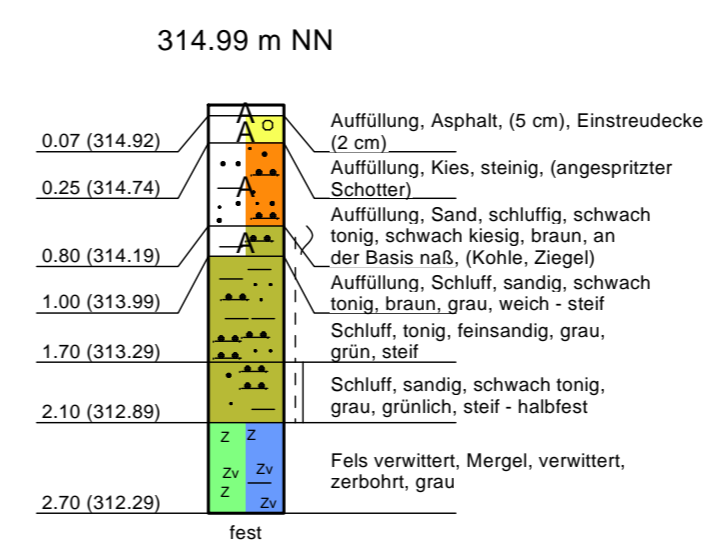 314.99 m NN
A
A
0.07 (314.92)
Auffüllung, Asphalt, (5 cm), Einstreudecke
(2 cm)
0.25 (314.74)
Auffüllung, Kies, steinig, (angespritzter
Schotter)
A
0.80 (314.19)
Auffüllung, Sand, schluffig, schwach
tonig, schwach kiesig, braun, an
der Basis naß, (Kohle, Ziegel)
A
1.00 (313.99)
Auffüllung, Schluff, sandig, schwach
tonig, braun, grau, weich - steif
1.70 (313.29)
Schluff, tonig, feinsandig, grau,
grün, steif
2.10 (312.89)
Schluff, sandig, schwach tonig,
grau, grünlich, steif - halbfest
Z Z
Zv Zv
Z
Zv
2.70 (312.29)
Fels verwittert, Mergel, verwittert,
zerbohrt, grau
fest